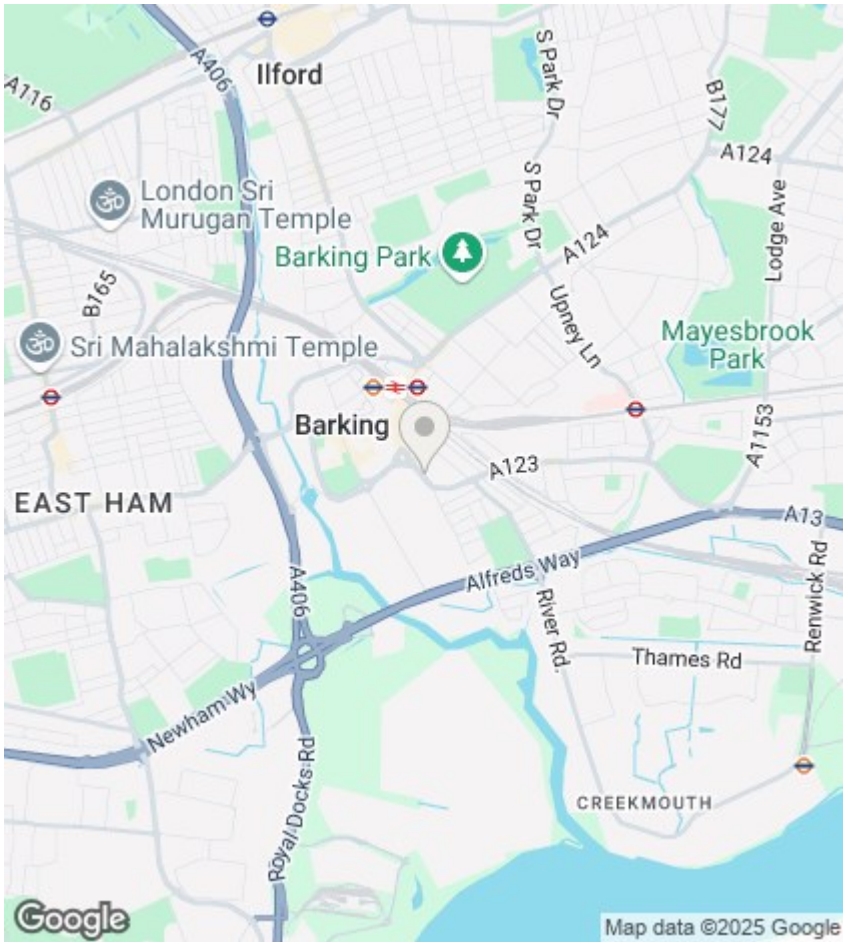 A406
Ilford
A116
S Park Dr
B177
A124
London Sri
Murugan Temple
S Park Dr
Lodge Ave
Barking Park
A124
B165
Upney Ln
Sri Mahalakshmi Temple
Mayesbrook
Park
Barking
A123
A1153
EAST HAM
A13
Alfreds Way
A406
River Rd
Renwick Rd
Thames Rd
Newham Wy
Royal Docks Rd
CREEKMOUTH
Google
Map data ©2025 Google